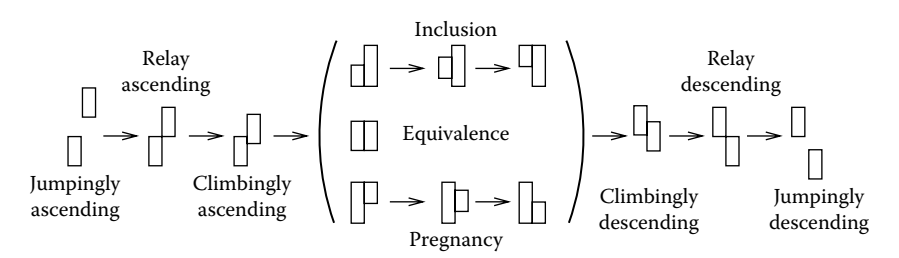 Inclusion
Relay
ascending
Relay
descending
Equivalence
Jumpingly
ascending
Climbingly
ascending
Climbingly
descending
Jumpingly
descending
Pregnancy